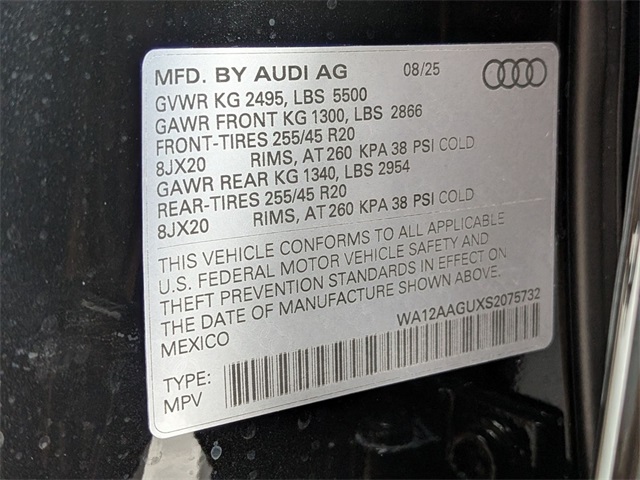 MFD. BY AUDI AG 08/25
GVWR KG 2495, LBS 5500
GAWR FRONT KG 1300, LBS 2866
FRONT-TIRES 255/45 R20
8JX20 RIMS, AT 260 KPA 38 PSI COLD
GAWR REAR KG 1340, LBS 2954
REAR-TIRES 255/45 R20
8JX20 RIMS, AT 260 KPA 38 PSI COLD
THIS VEHICLE CONFORMS TO ALL APPLICABLE
U.S. FEDERAL MOTOR VEHICLE SAFETY AND
THEFT PREVENTION STANDARDS IN EFFECT ON
THE DATE OF MANUFACTURE SHOWN ABOVE.
MEXICO WA12AAGUXS2075732
TYPE:
MPV